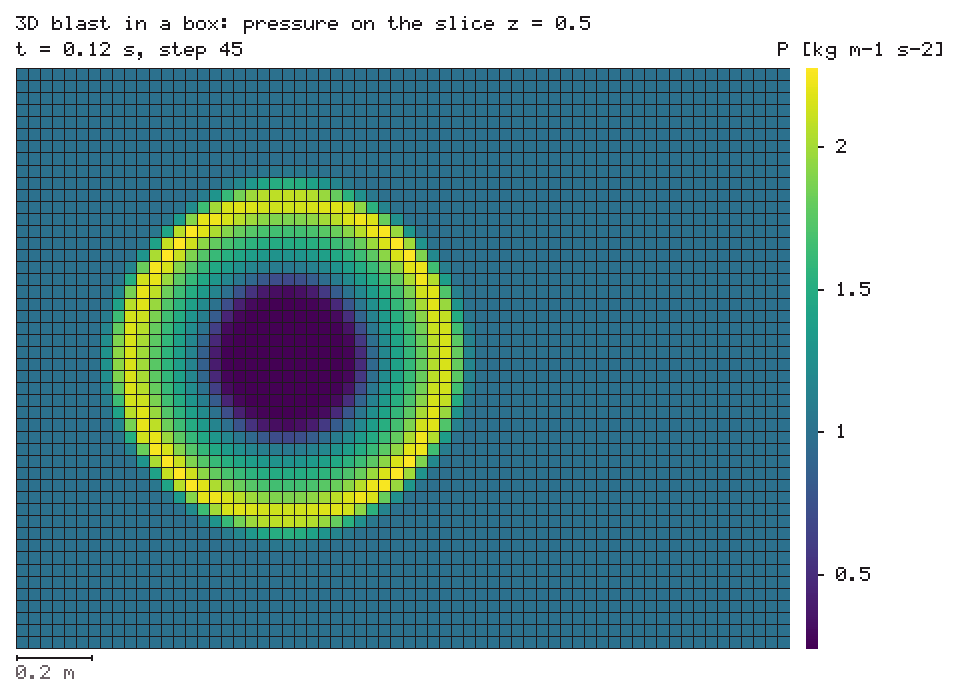 3D blast in a box: pressure on the slice z = 0.5
t = 0.12 s, step 45
P [kg m-1 s-2]
2
1.5
1
0.5
0.2 m